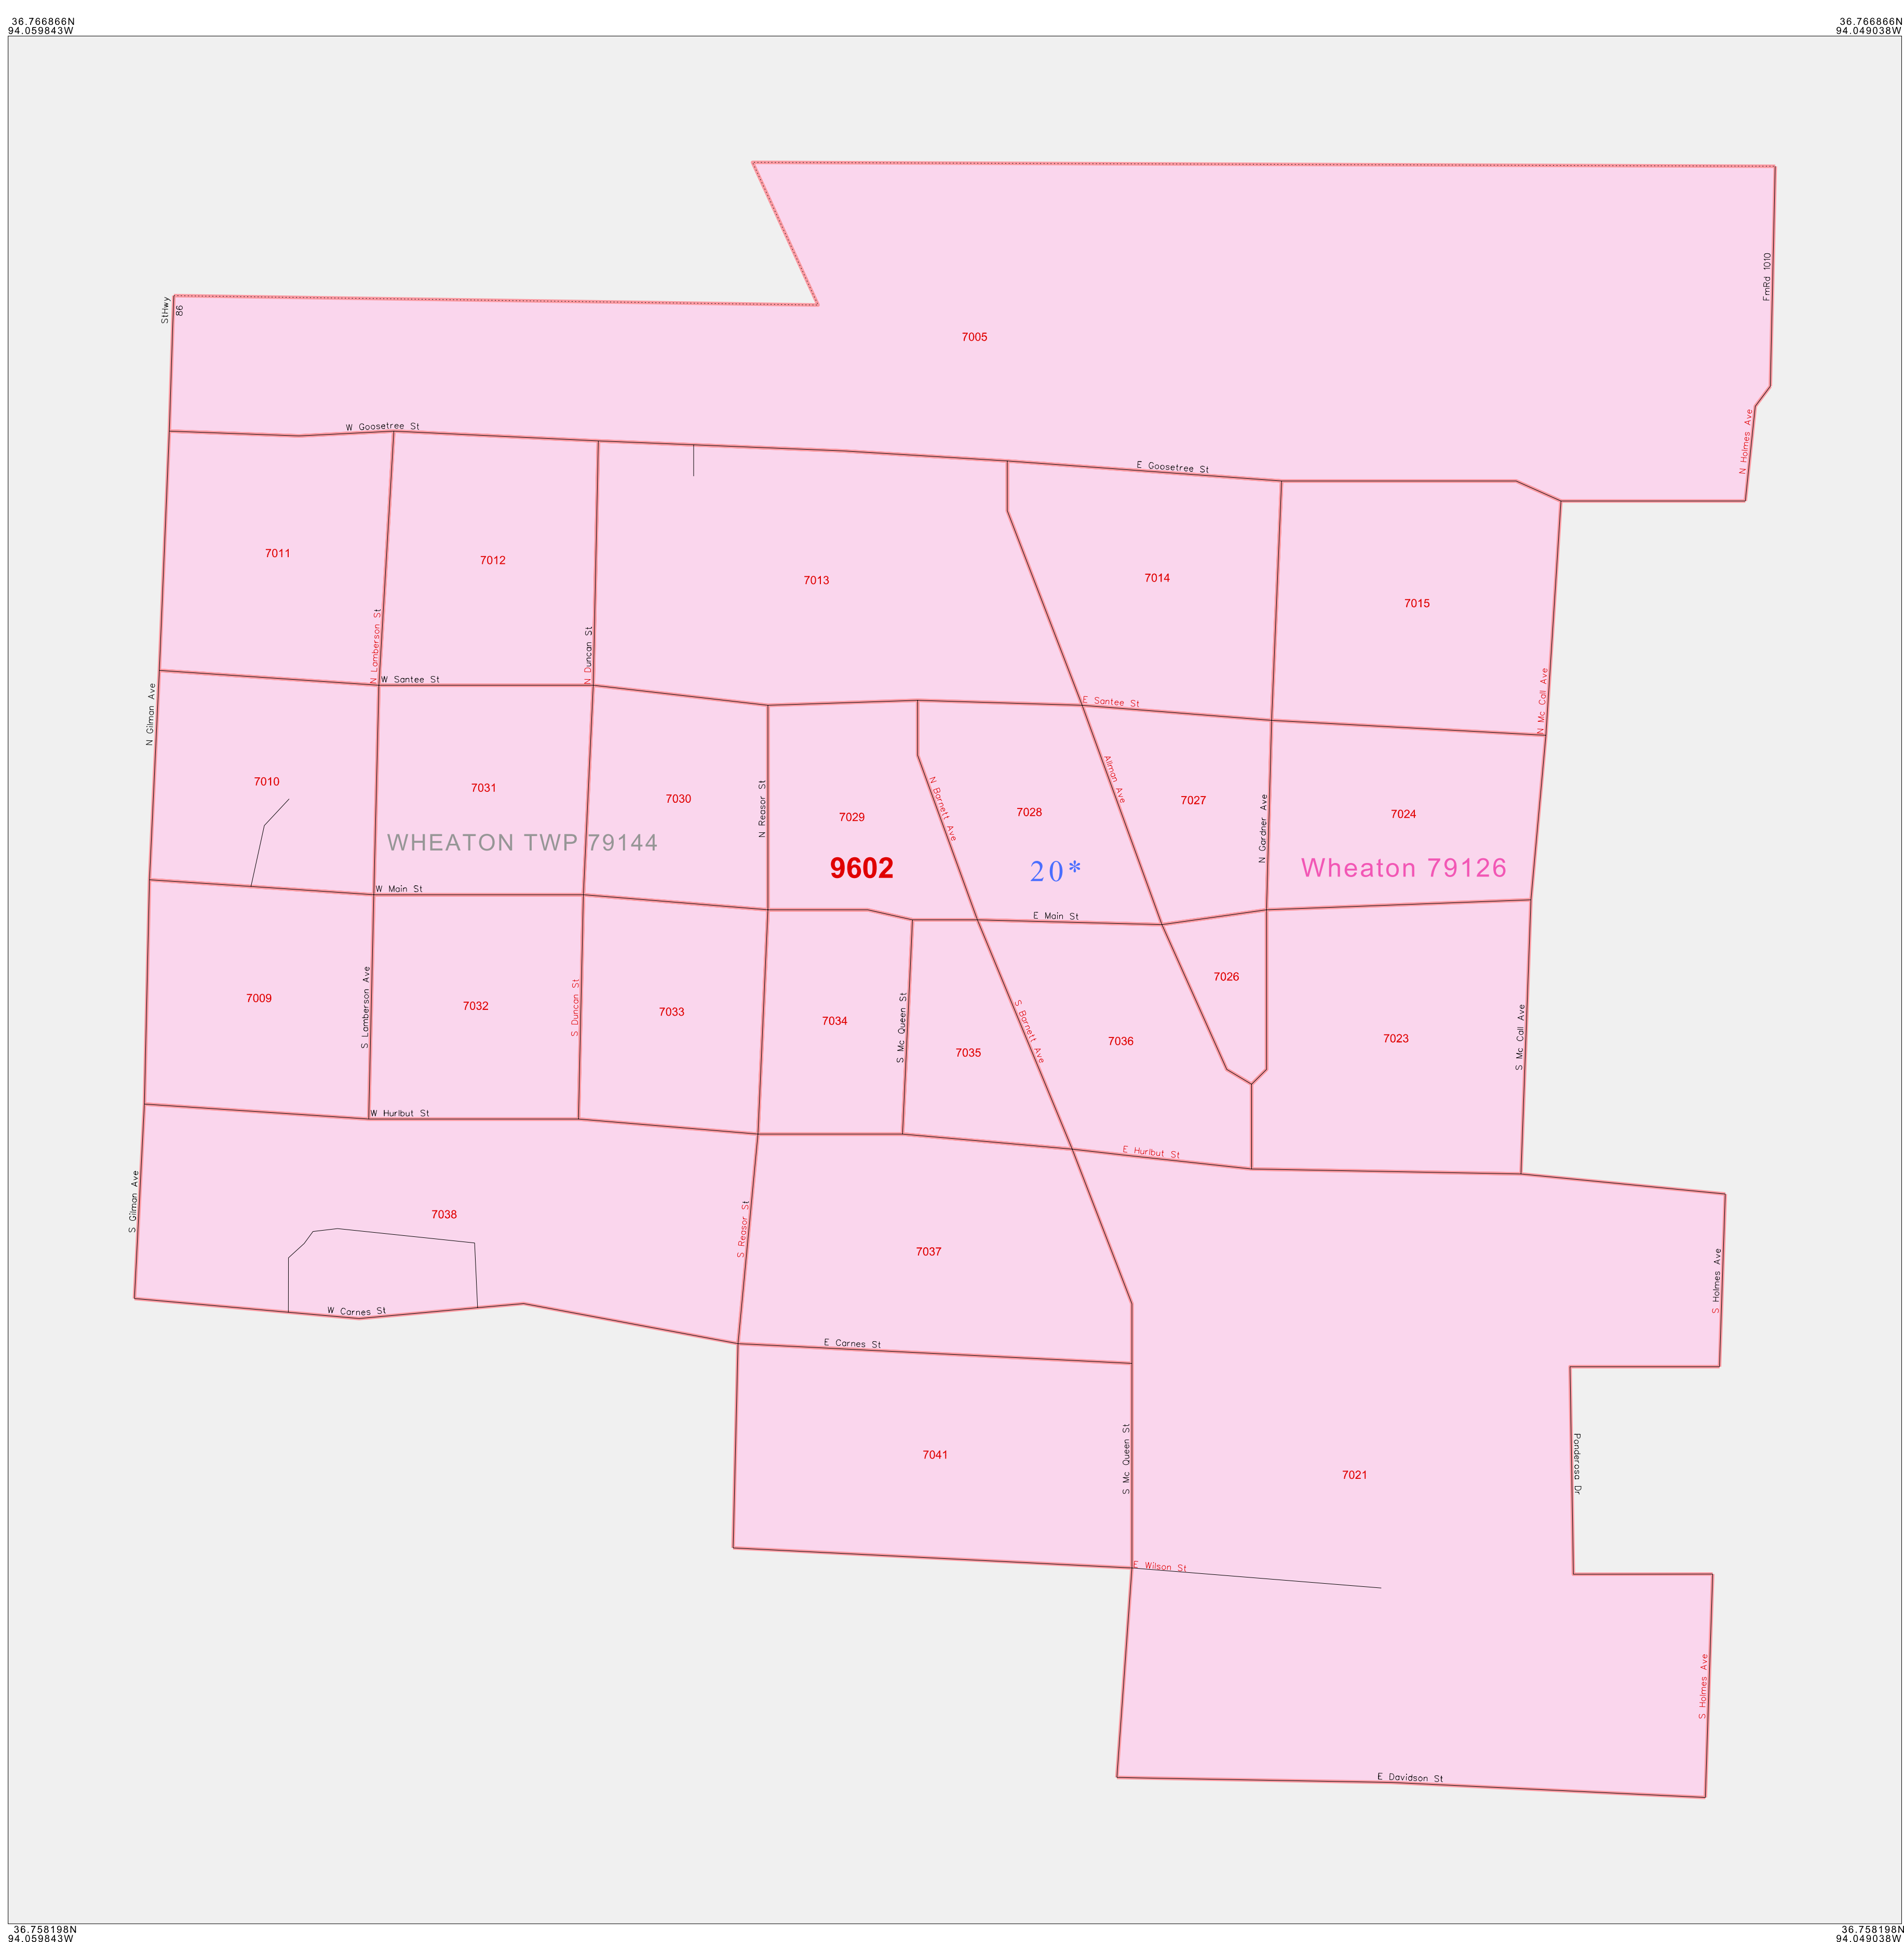 36.766866N
94.059843W
36.766866N
94.049038W
StHwy
86
FmRd 1010
7005
N Holmes Ave
W Goosetree St
E Goosetree St
7011
7012
7013
7014
7015
N Lamberson St
N Duncan St
W Santee St
E Santee St
N Mc Call Ave
N Gilman Ave
7010
7031
7030
N Reasor St
7029
N Barnett Ave
7028
Allman Ave
7027
N Gardner Ave
7024
WHEATON TWP 79144
9602
20*
Wheaton 79126
W Main St
E Main St
7009
S Lamberson Ave
7032
S Duncan St
7033
7034
S Mc Queen St
7035
S Barnett Ave
7036
7026
7023
S Mc Call Ave
W Hurlbut St
E Hurlbut St
S Gilman Ave
7038
S Reasor St
7037
S Holmes Ave
W Carnes St
E Carnes St
7041
S Mc Queen St
7021
Ponderosa Dr
E Wilson St
S Holmes Ave
E Davidson St
36.758198N
94.059843W
36.758198N
94.049038W